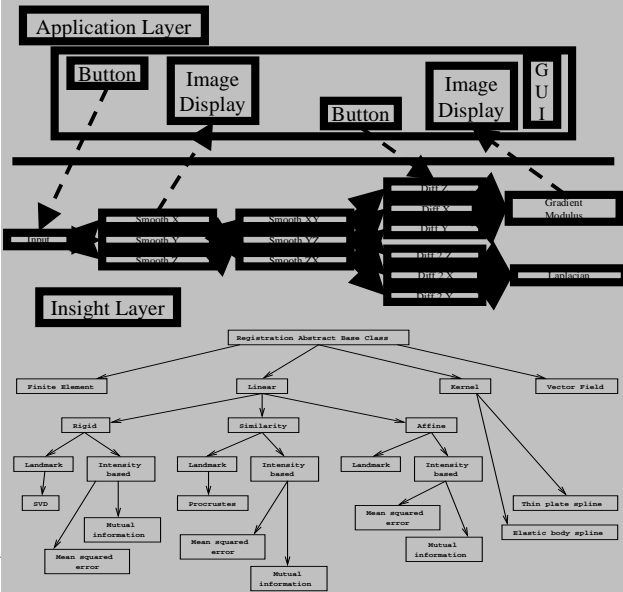 Application Layer
Button
Image
Display
Button
Image
Display
G
U
I
Input
Smooth X
Smooth Y
Smooth Z
Smooth XY
Smooth YZ
Smooth ZX
Diff Z
Diff X
Diff Y
Diff 2 Z
Diff 2 X
Diff 2 Y
Gradient
Modulus
Laplacian
Insight Layer
Registration Abstract Base Class
Finite Element
Linear
Kernel
Vector Field
Rigid
Similarity
Affine
Landmark
Intensity
based
Landmark
Intensity
based
Landmark
Intensity
based
SVD
Mutual
information
Mean squared
error
Procrustes
Mean squared
error
Mutual
information
Mean squared
error
Mutual
information
Thin plate spline
Elastic body spline